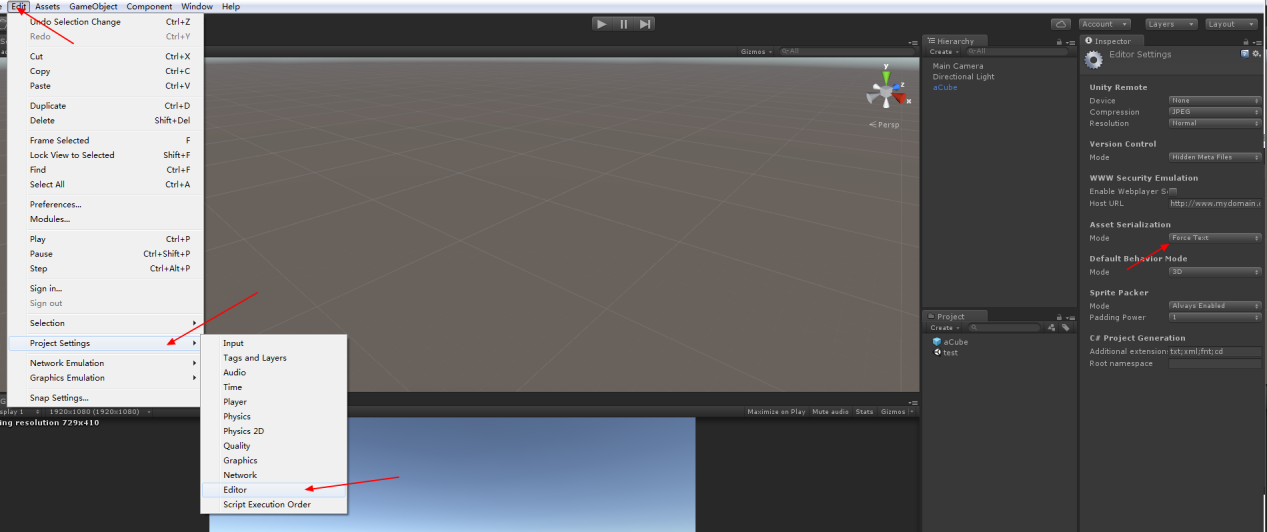 Edit Assets GameObject Component Window Help
Undo Selection Change Ctrl+Z
Redo Ctrl+Y
Cut Ctrl+X
Copy Ctrl+C
Paste Ctrl+V
Duplicate Ctrl+D
Delete Shift+Del
Frame Selected F
Lock View to Selected Shift+F
Find Ctrl+F
Select All Ctrl+A
Preferences...
Modules...
Play Ctrl+P
Pause Ctrl+Shift+P
Step Ctrl+Alt+P
Sign in...
Sign out
Selection
Project Settings
Network Emulation
Graphics Emulation
Snap Settings...
Input
Tags and Layers
Audio
Time
Player
Physics
Physics 2D
Quality
Graphics
Network
Editor
Script Execution Order
Account Layers Layout
Gizmos All
y
z
x
Persp
splay 1 1920x1080 (1920x1080)
Maximize on Play Mute audio Stats Gizmos
ing resolution 729x410
Hierarchy
Create All
Main Camera
Directional Light
aCube
Project
Create
aCube
test
Inspector
Editor Settings
Unity Remote
Device None
Compression JPEG
Resolution Normal
Version Control
Mode Hidden Meta Files
WWW Security Emulation
Enable Webplayer S
Host URL http://www.mydomain.
Asset Serialization
Mode Force Text
Default Behavior Mode
Mode 3D
Sprite Packer
Mode Always Enabled
Padding Power 1
C# Project Generation
Additional extension txt;xml;fnt;cd
Root namespace